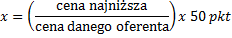 x = ( cena najniższa / cena danego oferenta ) x 50 pkt